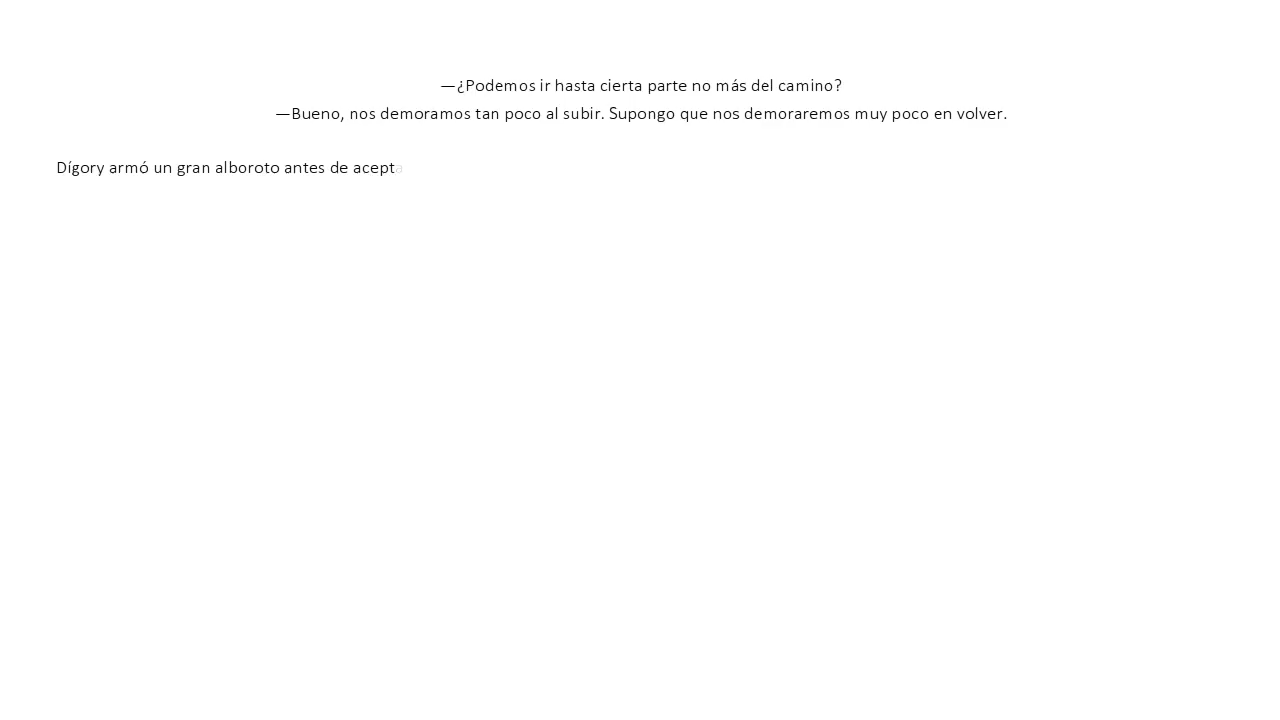 —¿Podemos ir hasta cierta parte no más del camino?
—Bueno, nos demoramos tan poco al subir. Supongo que nos demoraremos muy poco en volver.
Dígory armó un gran alboroto antes de acepta